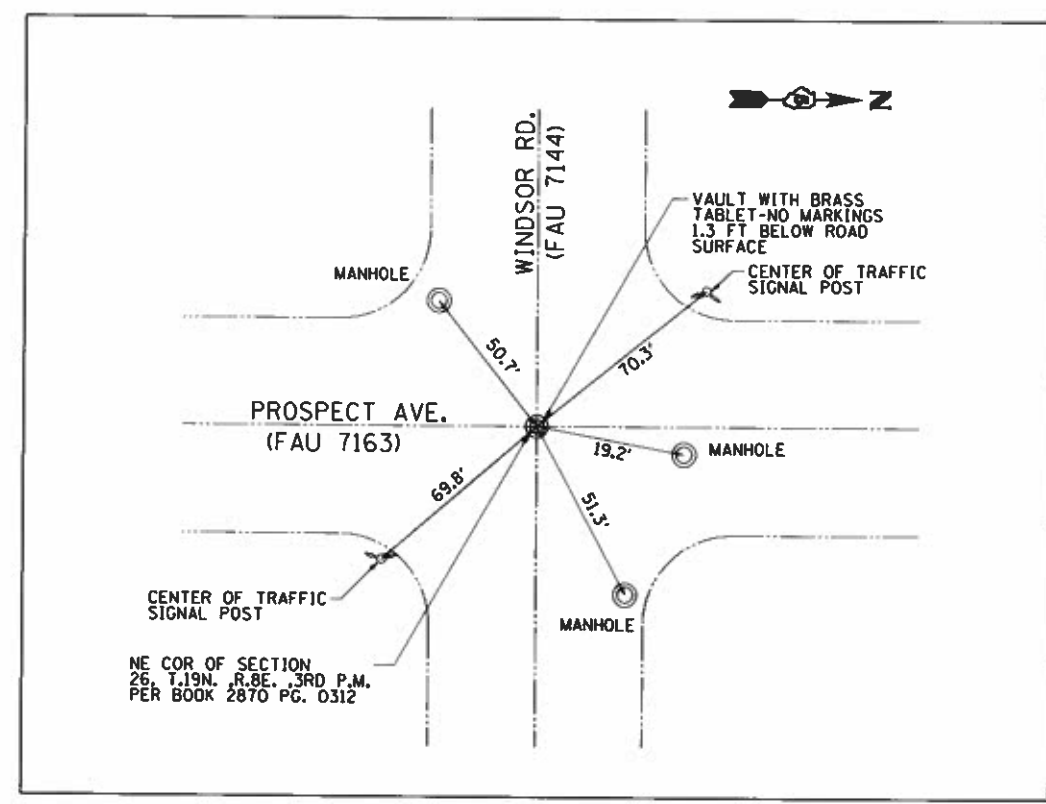 N
WINDSOR RD.
(FAU 7144)
VAULT WITH BRASS
TABLET-NO MARKINGS
1.3 FT BELOW ROAD
SURFACE
CENTER OF TRAFFIC
SIGNAL POST
MANHOLE
50.7'
70.3'
PROSPECT AVE.
(FAU 7163)
19.2'
MANHOLE
69.8'
51.3'
CENTER OF TRAFFIC
SIGNAL POST
MANHOLE
NE COR OF SECTION
26, T.19N. ,R.8E. ,3RD P.M.
PER BOOK 2870 PG. 0312